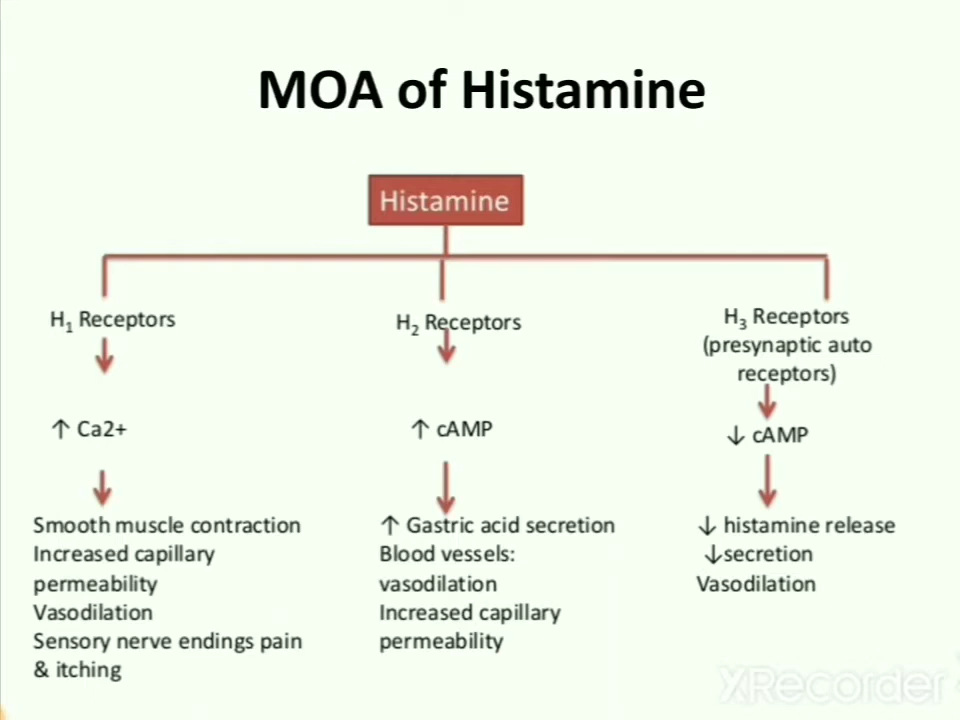 MOA of Histamine
Histamine
H₁ Receptors
↑ Ca2+
Smooth muscle contraction
Increased capillary
permeability
Vasodilation
Sensory nerve endings pain
& itching
H₂ Receptors
↑ cAMP
↑ Gastric acid secretion
Blood vessels:
vasodilation
Increased capillary
permeability
H₃ Receptors
(presynaptic auto
receptors)
↓ cAMP
↓ histamine release
↓secretion
Vasodilation
XRecorder